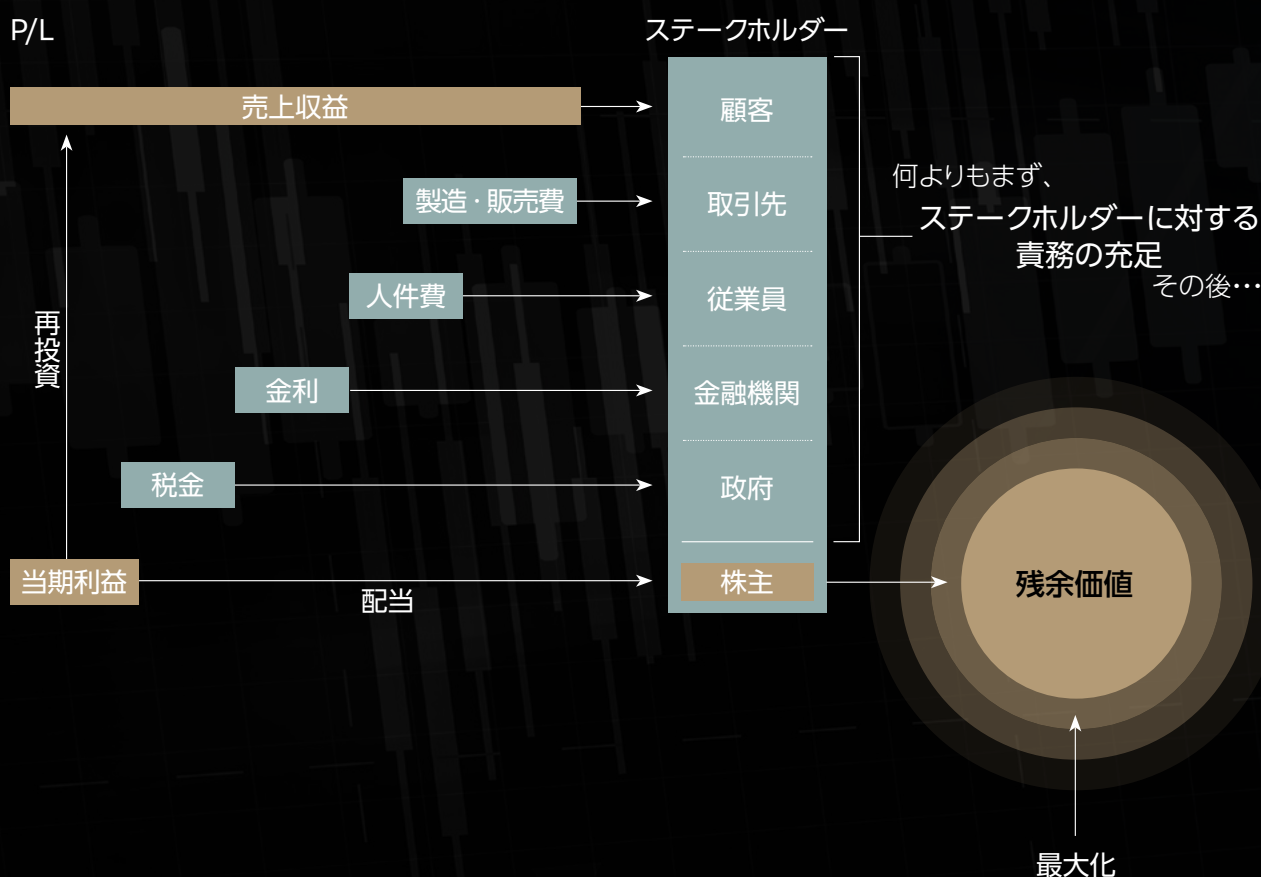 P/L
ステークホルダー
売上収益
顧客
製造・販売費
取引先
人件費
従業員
金利
金融機関
税金
政府
当期利益
配当
株主
再投資
何よりもまず、
ステークホルダーに対する
責務の充足
その後…
残余価値
最大化